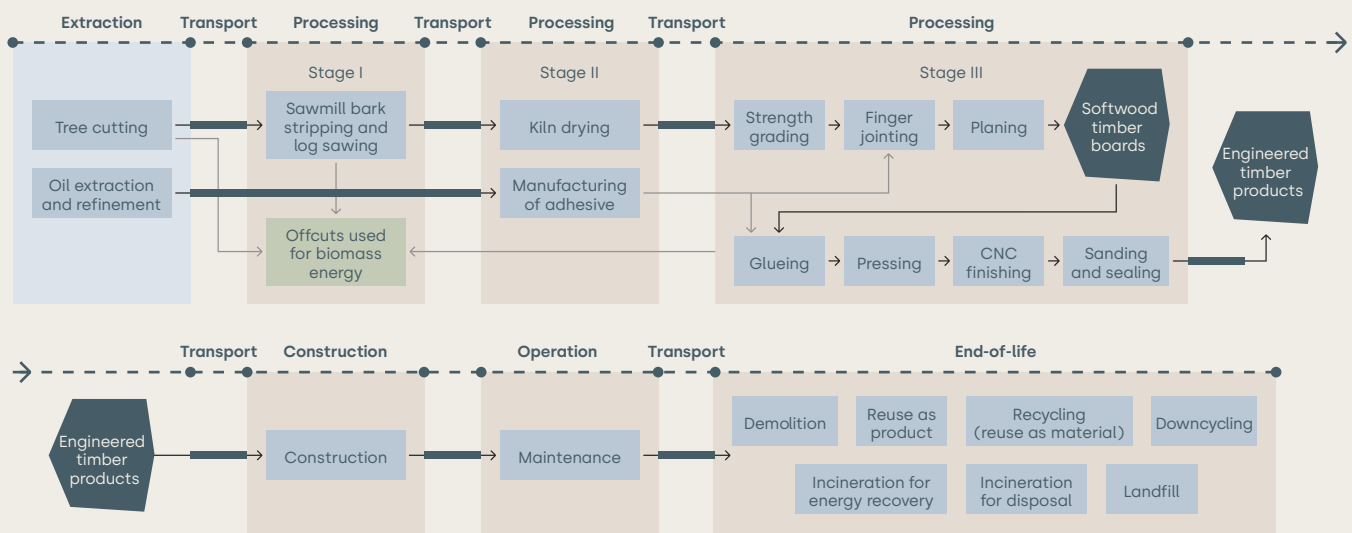 Extraction
Transport
Processing
Transport
Processing
Transport
Processing
Stage I
Stage II
Stage III
Tree cutting
Sawmill bark
stripping and
log sawing
Kiln drying
Strength
grading
Finger
jointing
Planing
Softwood
timber
boards
Engineered
timber
products
Oil extraction
and refinement
Manufacturing
of adhesive
Offcuts used
for biomass
energy
Glueing
Pressing
CNC
finishing
Sanding
and sealing
Transport
Construction
Operation
Transport
End-of-life
Engineered
timber
products
Construction
Maintenance
Demolition
Reuse as
product
Recycling
(reuse as material)
Downcycling
Incineration for
energy recovery
Incineration
for disposal
Landfill